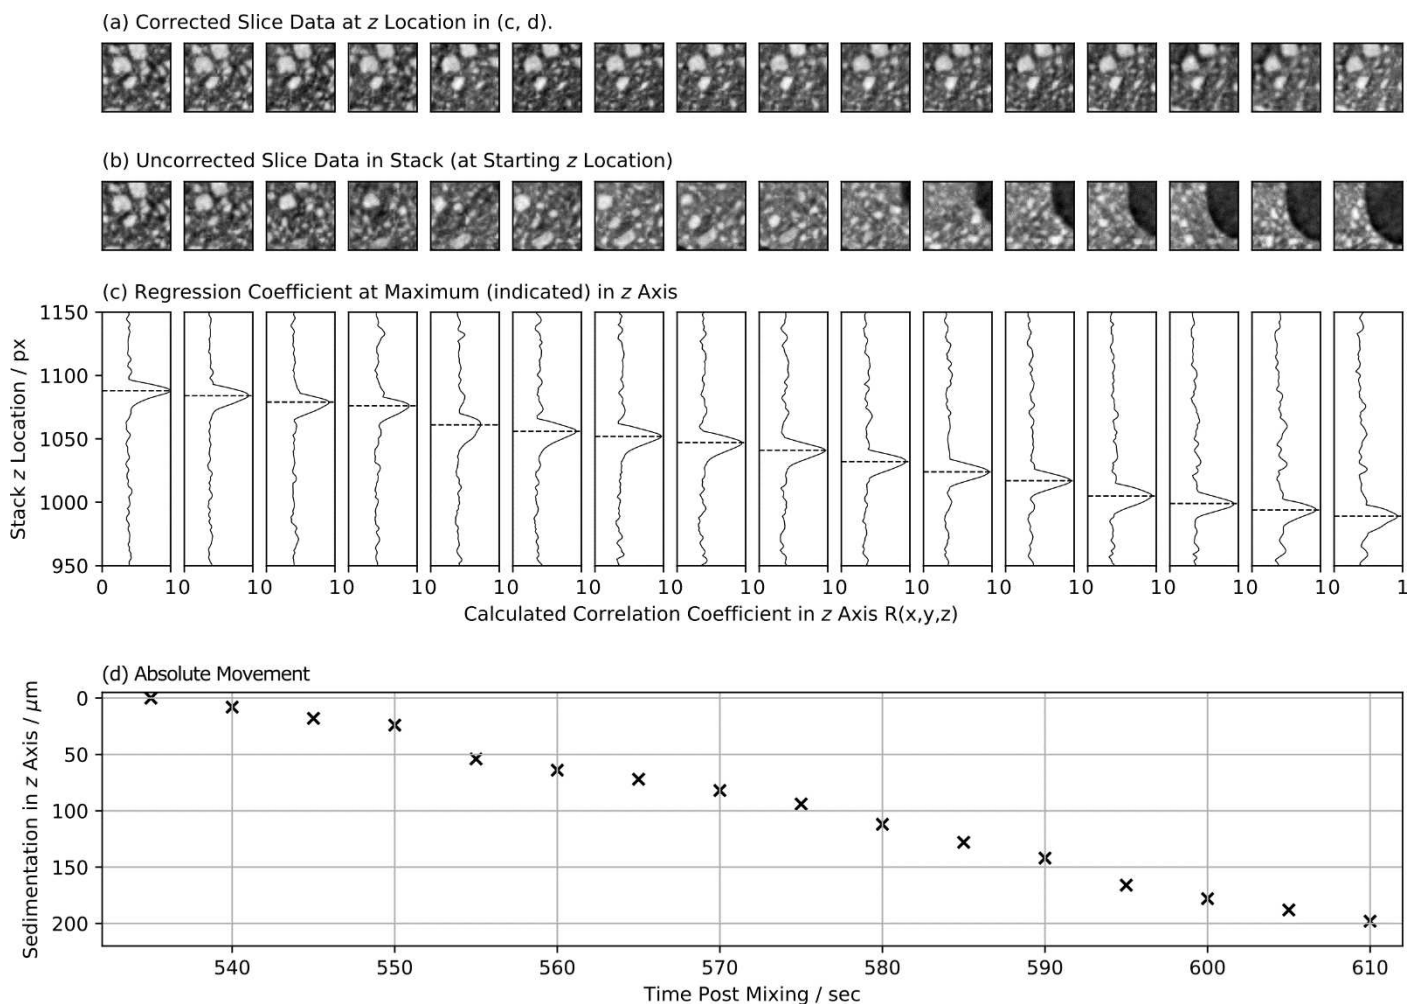 (a) Corrected Slice Data at z Location in (c, d).
(b) Uncorrected Slice Data in Stack (at Starting z Location)
(c) Regression Coefficient at Maximum (indicated) in z Axis
Stack z Location / px
1150
1100
1050
1000
950
0 10 10 10 10 10 10 10 10 10 10 10 10 10 10 10 1
Calculated Correlation Coefficient in z Axis R(x,y,z)
(d) Absolute Movement
Sedimentation in z Axis / μm
0
50
100
150
200
540 550 560 570 580 590 600 610
Time Post Mixing / sec